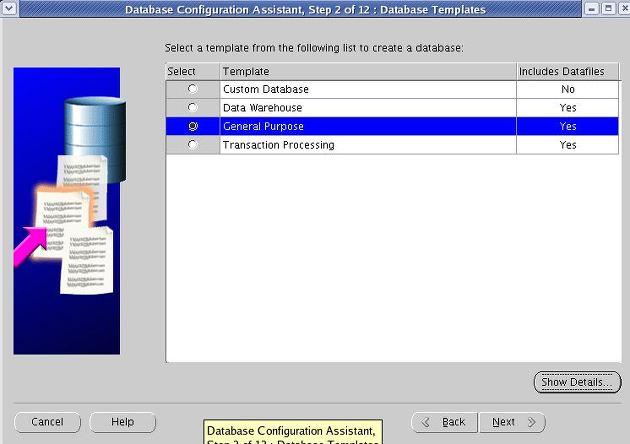 Database Configuration Assistant, Step 2 of 12 : Database Templates
Select a template from the following list to create a database:
Select Template Includes Datafiles
Custom Database No
Data Warehouse Yes
General Purpose Yes
Transaction Processing Yes
Show Details...
Cancel Help Back Next
Database Configuration Assistant,
Step 2 of 12 : Database Templates